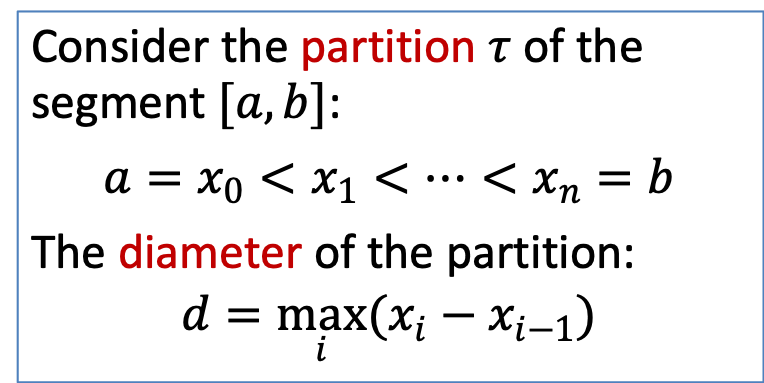 Consider the partition τ of the
segment [a, b]:
a = x₀ < x₁ < ⋯ < xₙ = b
The diameter of the partition:
d = max(xᵢ − xᵢ₋₁)
i